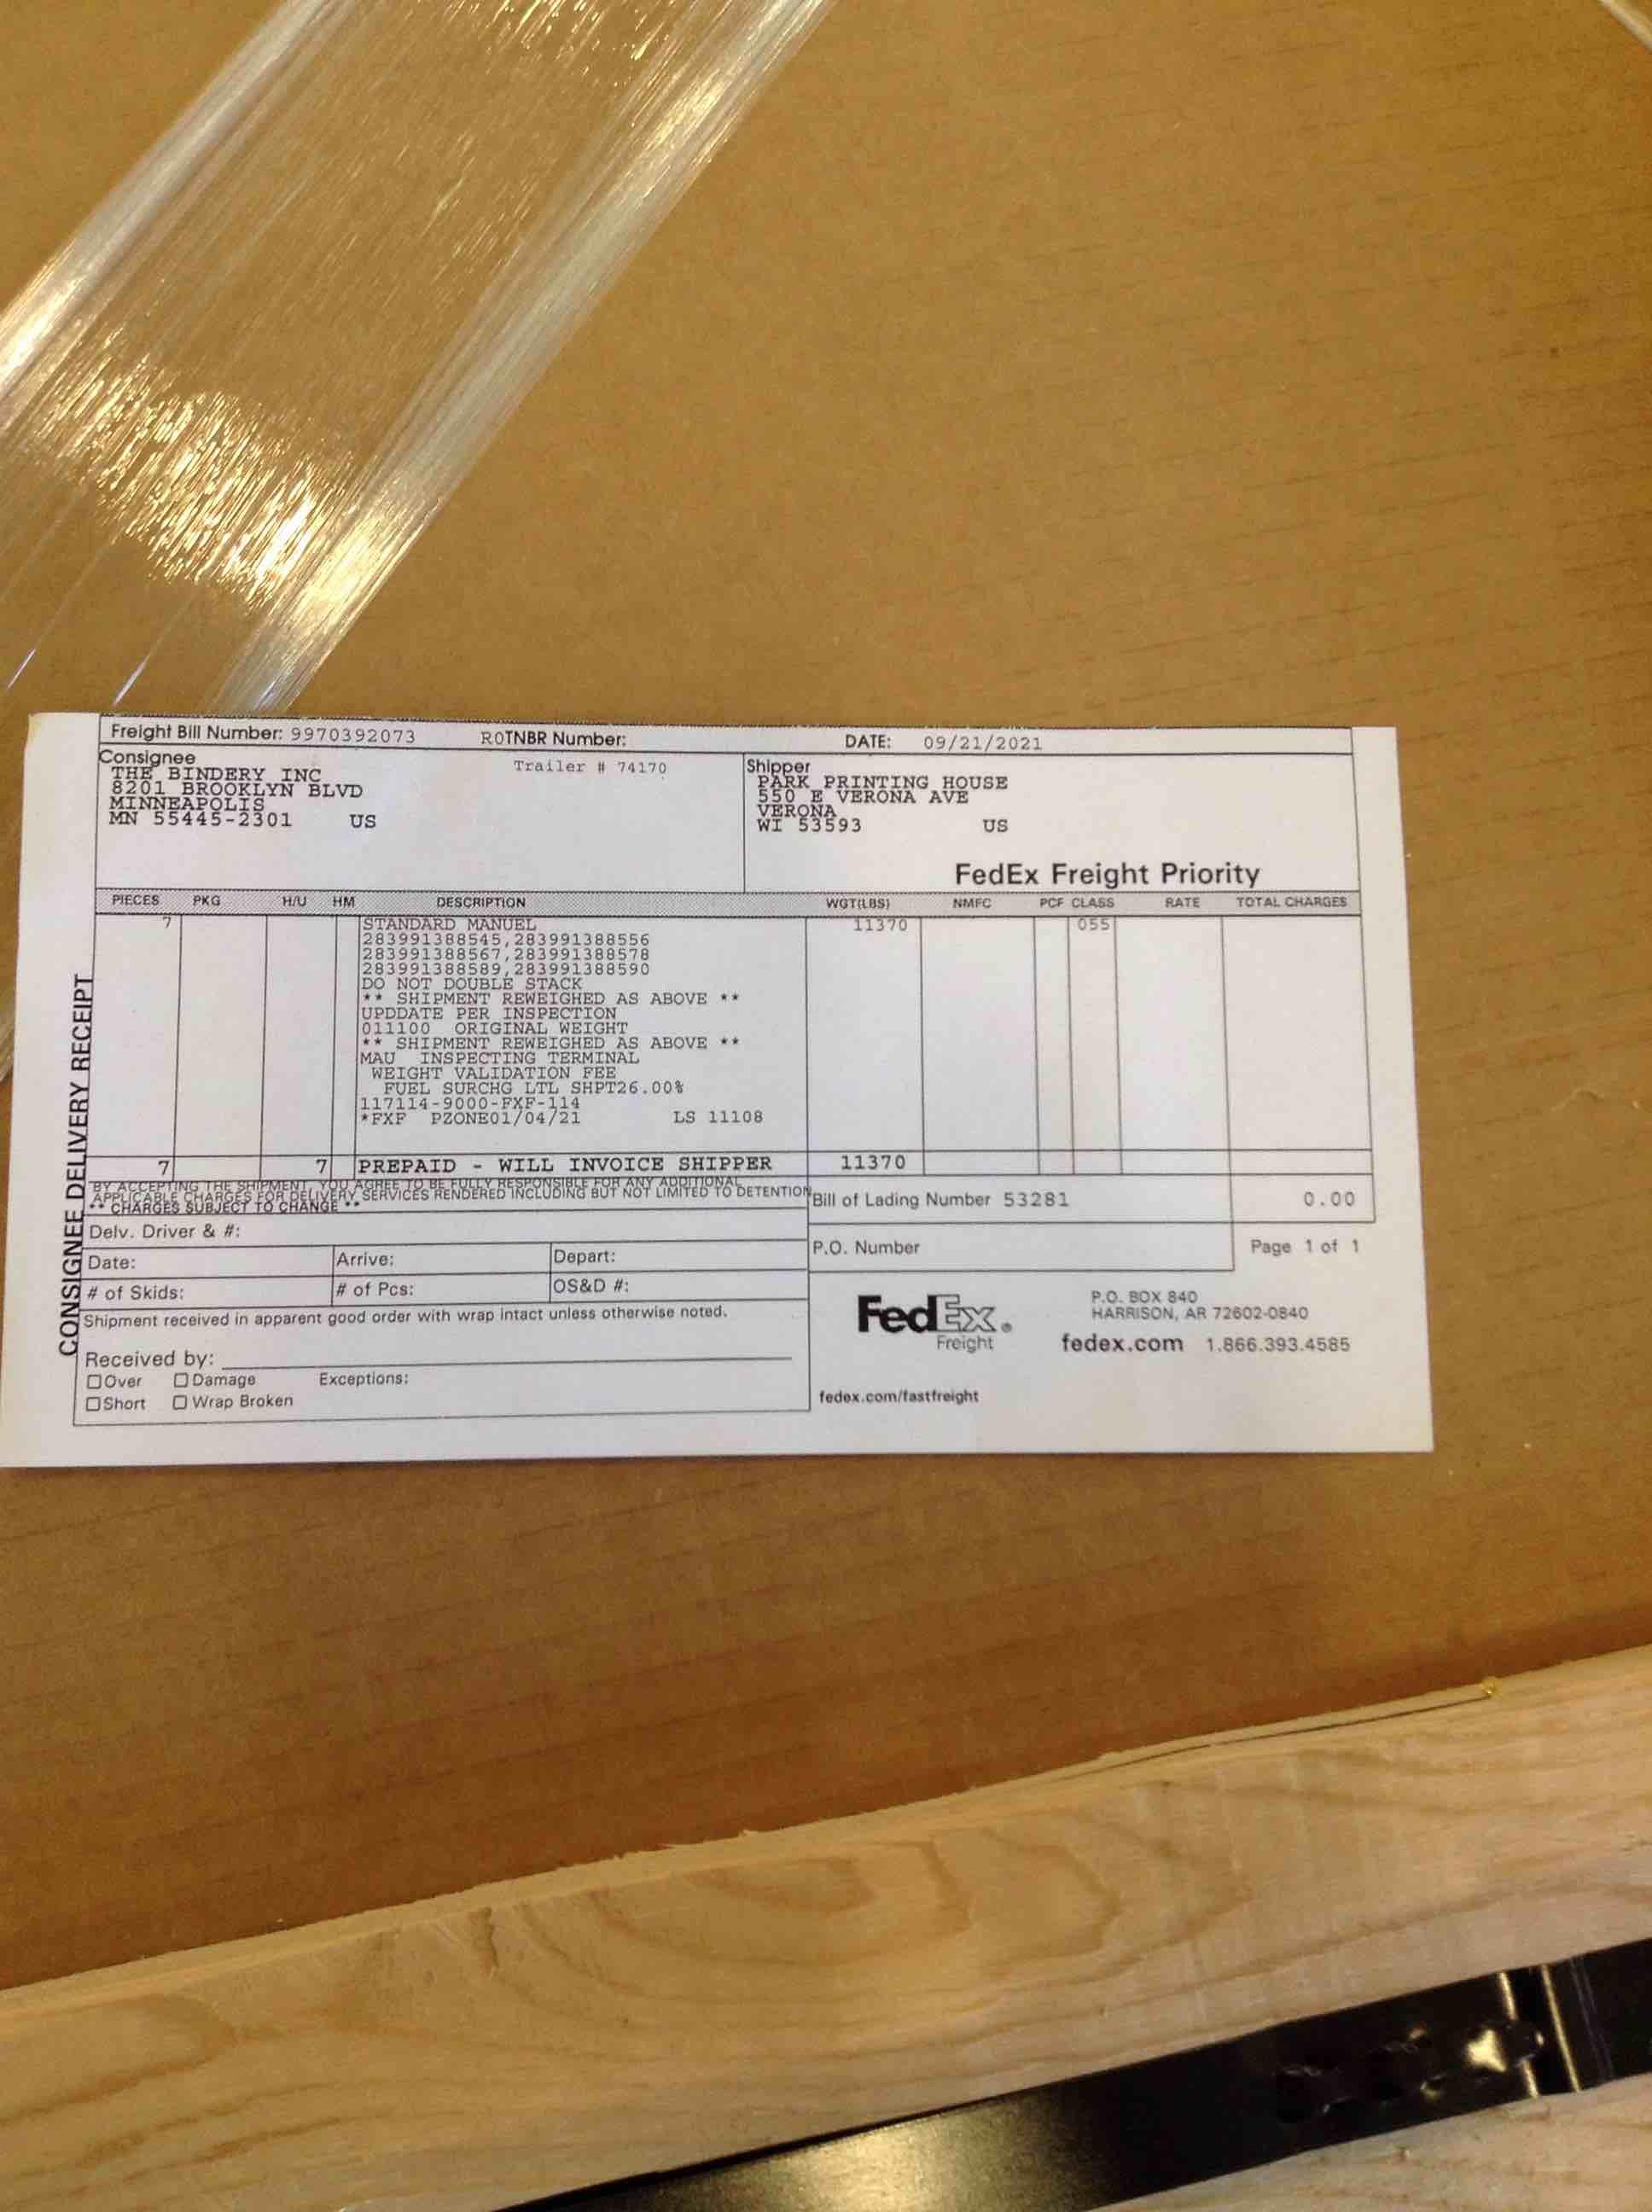 Freight Bill Number: 9970392073 R0TNBR Number: DATE: 09/21/2021
Consignee
THE BINDERY INC
8201 BROOKLYN BLVD
MINNEAPOLIS
MN 55445-2301 US
Trailer # 74170
Shipper
PARK PRINTING HOUSE
550 E VERONA AVE
VERONA
WI 53593 US
FedEx Freight Priority
PIECES PKG H/U HM DESCRIPTION WGT(LBS) NMFC PCF CLASS RATE TOTAL CHARGES
7 STANDARD MANUEL 11370 055
283991388545,283991388556
283991388567,283991388578
283991388589,283991388590
DO NOT DOUBLE STACK
** SHIPMENT REWEIGHED AS ABOVE **
UPDDATE PER INSPECTION
011100 ORIGINAL WEIGHT
** SHIPMENT REWEIGHED AS ABOVE **
MAU INSPECTING TERMINAL
WEIGHT VALIDATION FEE
FUEL SURCHG LTL SHPT26.00%
117114-9000-FXF-114
*FXF PZONE01/04/21 LS 11108
7 7 PREPAID - WILL INVOICE SHIPPER 11370
BY ACCEPTING THE SHIPMENT, YOU AGREE TO BE FULLY RESPONSIBLE FOR ANY ADDITIONAL
APPLICABLE CHARGES FOR DELIVERY SERVICES RENDERED INCLUDING BUT NOT LIMITED TO DETENTION
** CHARGES SUBJECT TO CHANGE **
Bill of Lading Number 53281 0.00
Delv. Driver & #:
P.O. Number Page 1 of 1
Date: Arrive: Depart:
# of Skids: # of Pcs: OS&D #:
Shipment received in apparent good order with wrap intact unless otherwise noted.
Received by:
Over Damage Exceptions:
Short Wrap Broken
FedEx®
Freight
P.O. BOX 840
HARRISON, AR 72602-0840
fedex.com 1.866.393.4585
fedex.com/fastfreight
CONSIGNEE DELIVERY RECEIPT